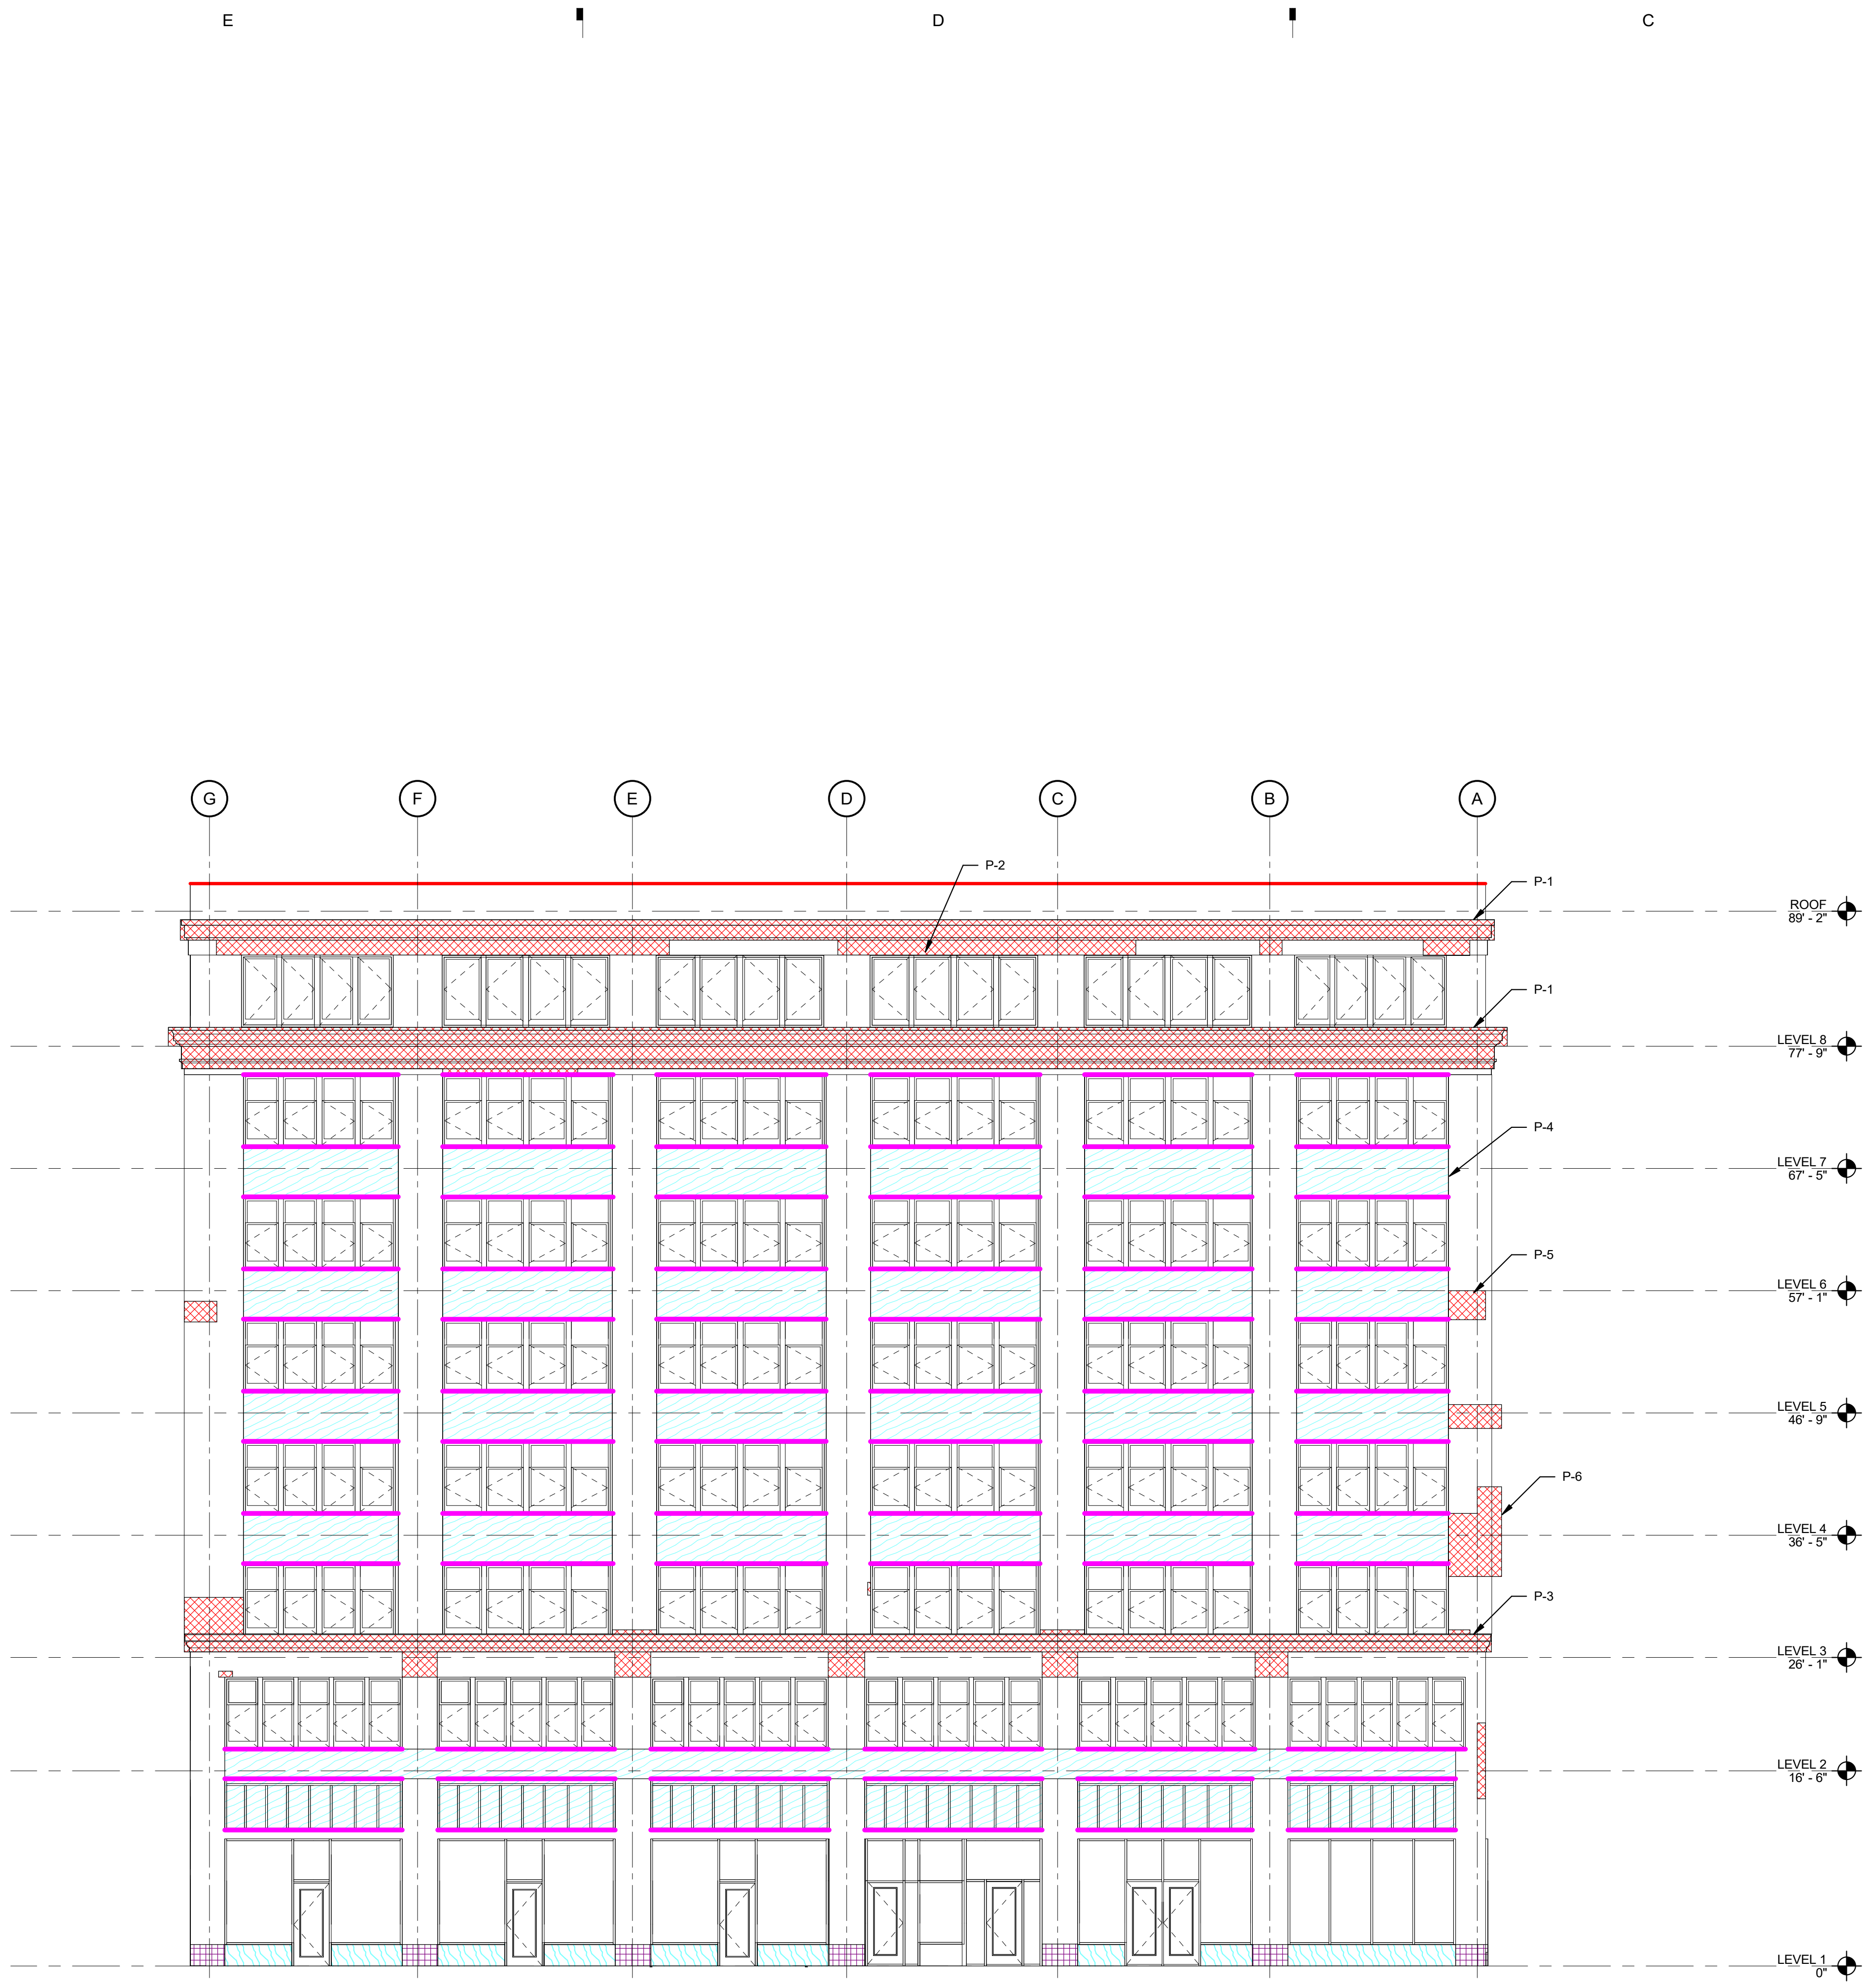 E D C
G F E D C B A
P-2
P-1
ROOF
89' - 2"
P-1
LEVEL 8
77' - 9"
P-4
LEVEL 7
67' - 5"
P-5
LEVEL 6
57' - 1"
LEVEL 5
46' - 9"
P-6
LEVEL 4
36' - 5"
P-3
LEVEL 3
26' - 1"
LEVEL 2
16' - 6"
LEVEL 1
0"